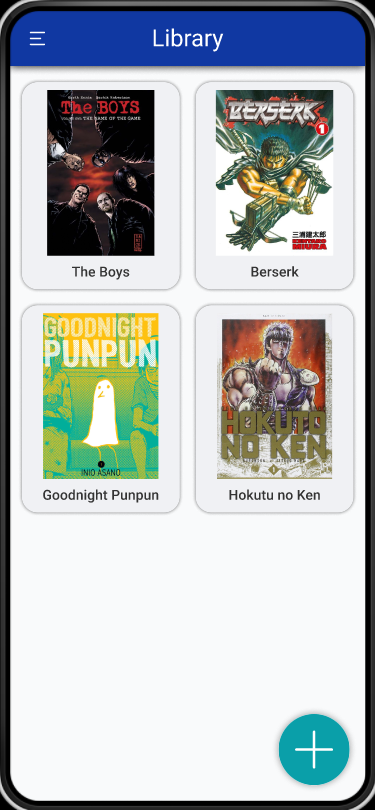 Library
The BOYS
THE NAME OF THE GAME
The Boys
BERSERK
1
三浦建太郎
KENTARO
MIURA
Berserk
GOODNIGHT
PUNPUN
1
INIO ASANO
Goodnight Punpun
HOKUTO
NO KEN
1
Hokutu no Ken